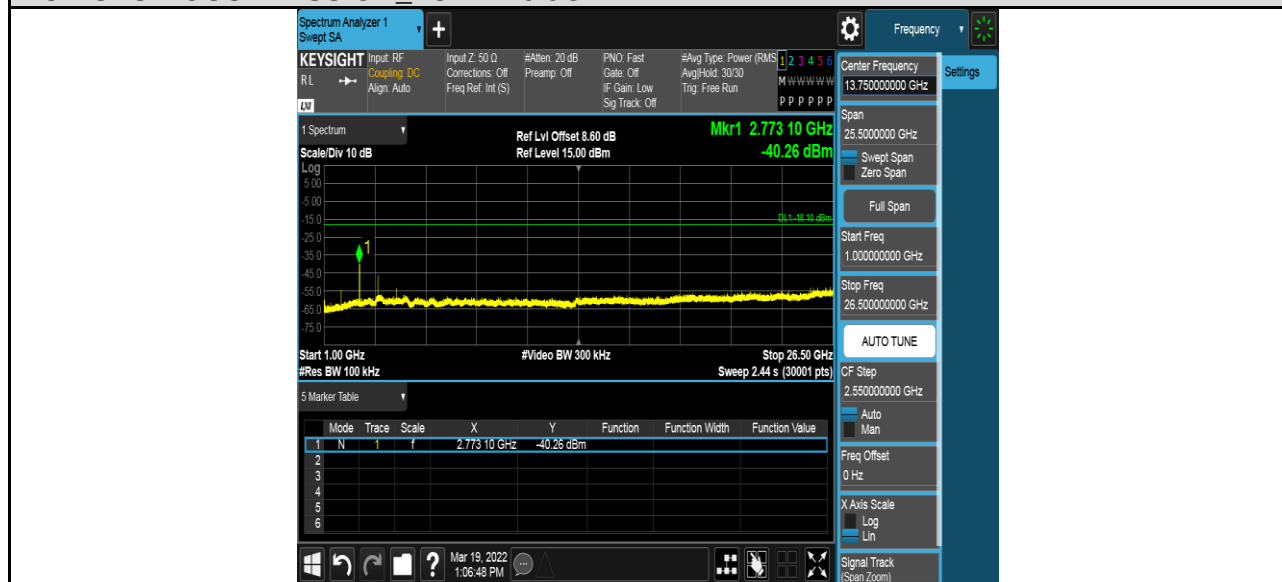 Spectrum Analyzer 1
Swept SA
+
Frequency
KEYSIGHT
Input: RF
Input Z: 50 Ω
#Atten: 20 dB
PNO: Fast
#Avg Type: Power (RMS
1 2 3 4 5 6
RL
Coupling: DC
Corrections: Off
Preamp: Off
Gate: Off
Avg|Hold: 30/30
M W W W W W
Align: Auto
Freq Ref: Int (S)
IF Gain: Low
Trig: Free Run
LXI
Sig Track: Off
P P P P P P
Center Frequency
13.750000000 GHz
Settings
1 Spectrum
Ref Lvl Offset 8.60 dB
Mkr1 2.773 10 GHz
Scale/Div 10 dB
Ref Level 15.00 dBm
-40.26 dBm
Log
5.00
-5.00
-15.0
DL1 -18.10 dBm
-25.0
1
-35.0
-45.0
-55.0
-65.0
-75.0
Start 1.00 GHz
#Video BW 300 kHz
Stop 26.50 GHz
#Res BW 100 kHz
Sweep 2.44 s (30001 pts)
Span
25.5000000 GHz
Swept Span
Zero Span
Full Span
Start Freq
1.000000000 GHz
Stop Freq
26.500000000 GHz
AUTO TUNE
CF Step
2.550000000 GHz
Auto
Man
Freq Offset
0 Hz
X Axis Scale
Log
Lin
Signal Track
(Span Zoom)
5 Marker Table
Mode Trace Scale X Y Function Function Width Function Value
1 N 1 f 2.773 10 GHz -40.26 dBm
2
3
4
5
6
?
Mar 19, 2022
1:06:48 PM